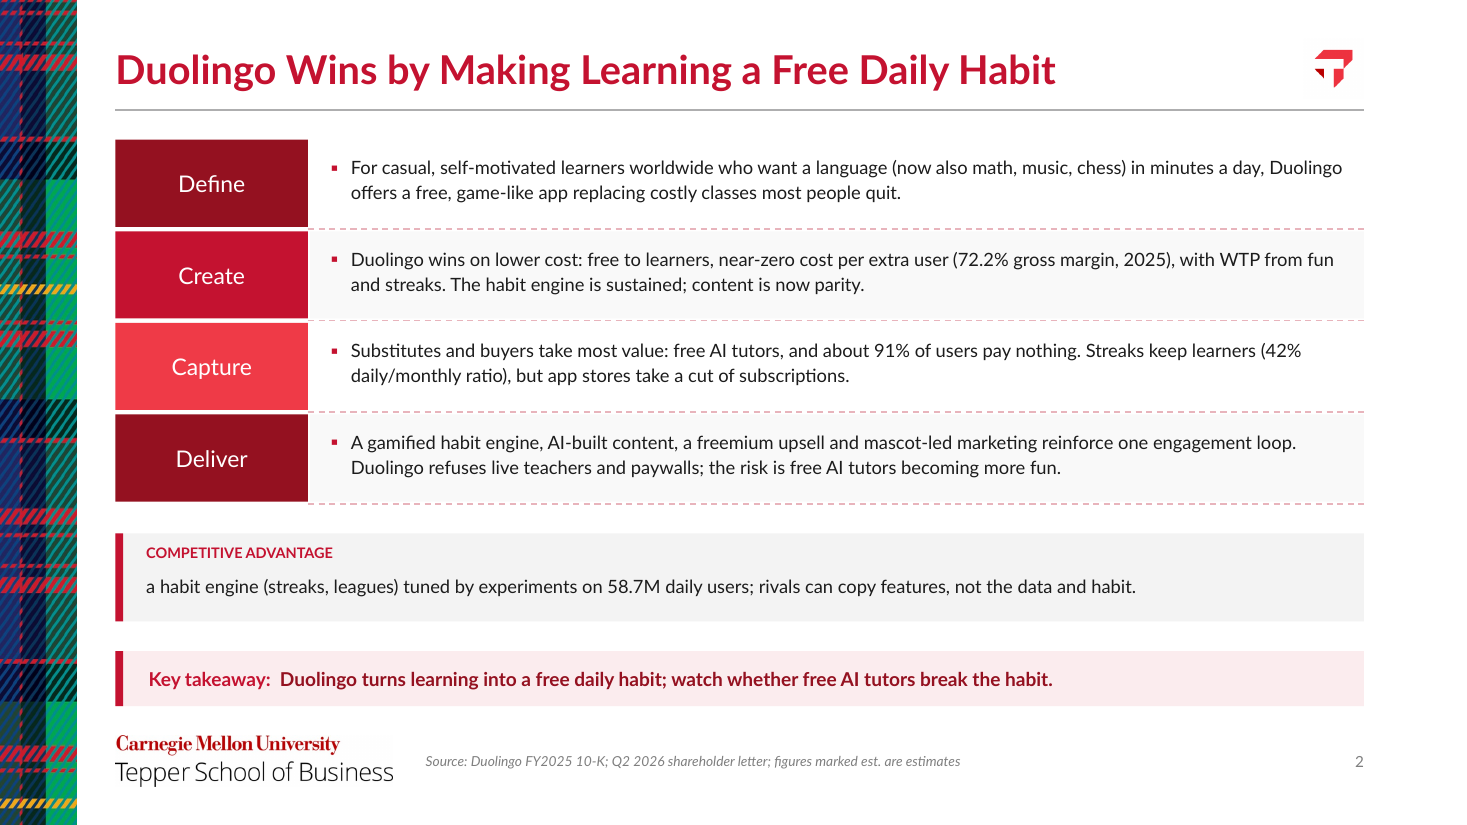 Duolingo Wins by Making Learning a Free Daily Habit
Define
▪ For casual, self-motivated learners worldwide who want a language (now also math, music, chess) in minutes a day, Duolingo
offers a free, game-like app replacing costly classes most people quit.
Create
▪ Duolingo wins on lower cost: free to learners, near-zero cost per extra user (72.2% gross margin, 2025), with WTP from fun
and streaks. The habit engine is sustained; content is now parity.
Capture
▪ Substitutes and buyers take most value: free AI tutors, and about 91% of users pay nothing. Streaks keep learners (42%
daily/monthly ratio), but app stores take a cut of subscriptions.
Deliver
▪ A gamified habit engine, AI-built content, a freemium upsell and mascot-led marketing reinforce one engagement loop.
Duolingo refuses live teachers and paywalls; the risk is free AI tutors becoming more fun.
COMPETITIVE ADVANTAGE
a habit engine (streaks, leagues) tuned by experiments on 58.7M daily users; rivals can copy features, not the data and habit.
Key takeaway: Duolingo turns learning into a free daily habit; watch whether free AI tutors break the habit.
Carnegie Mellon University
Tepper School of Business
Source: Duolingo FY2025 10-K; Q2 2026 shareholder letter; figures marked est. are estimates
2